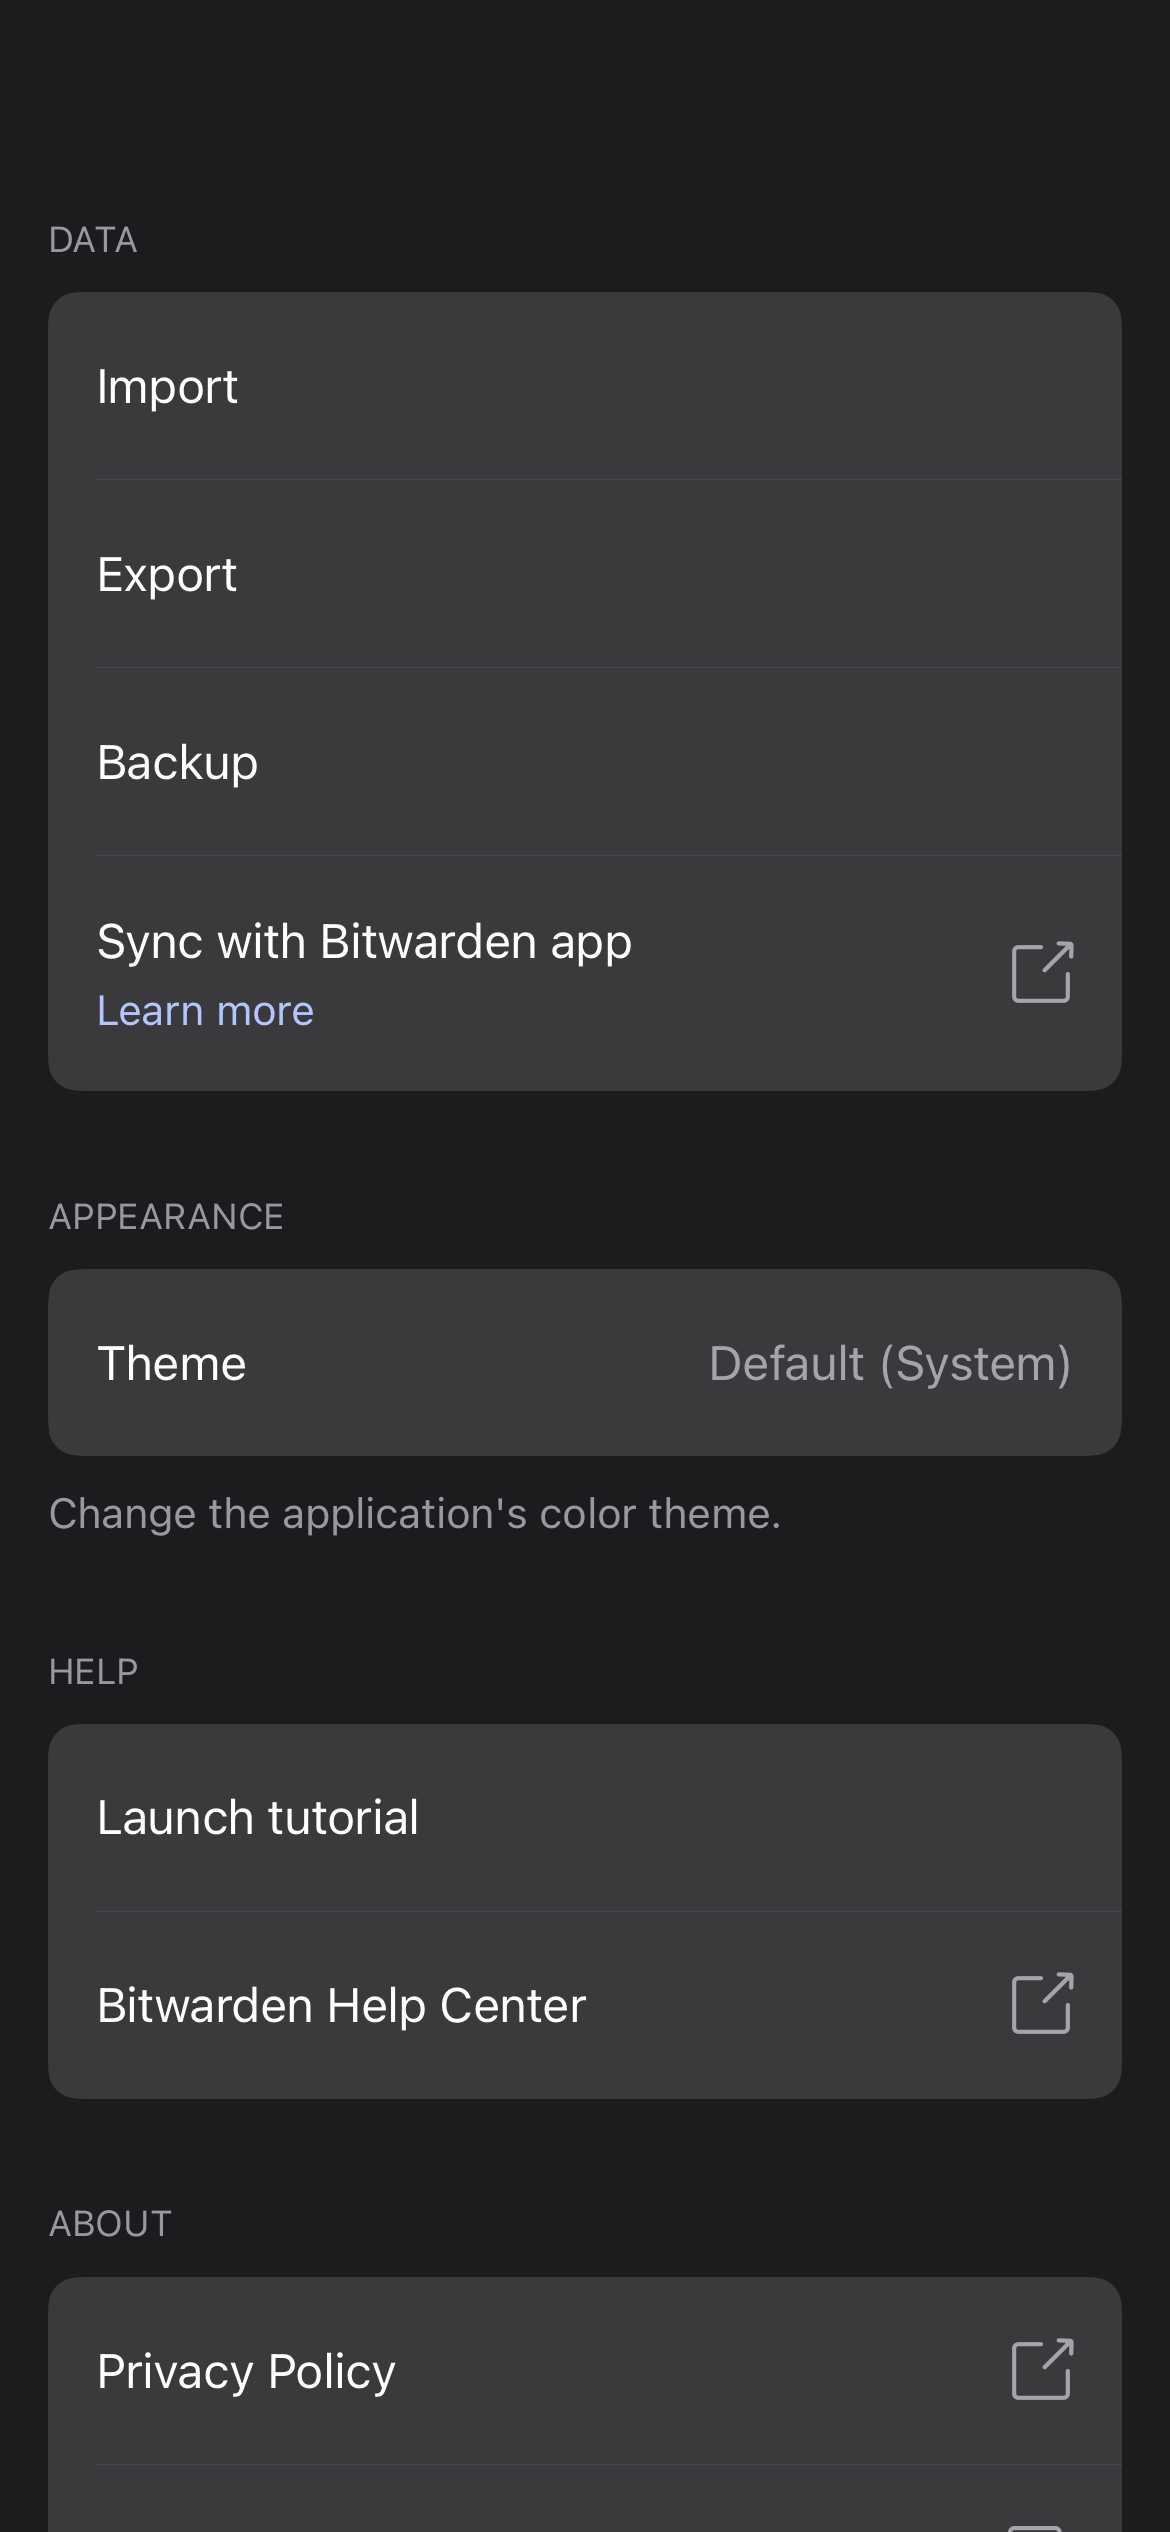 DATA
Import
Export
Backup
Sync with Bitwarden app
Learn more
APPEARANCE
Theme Default (System)
Change the application's color theme.
HELP
Launch tutorial
Bitwarden Help Center
ABOUT
Privacy Policy